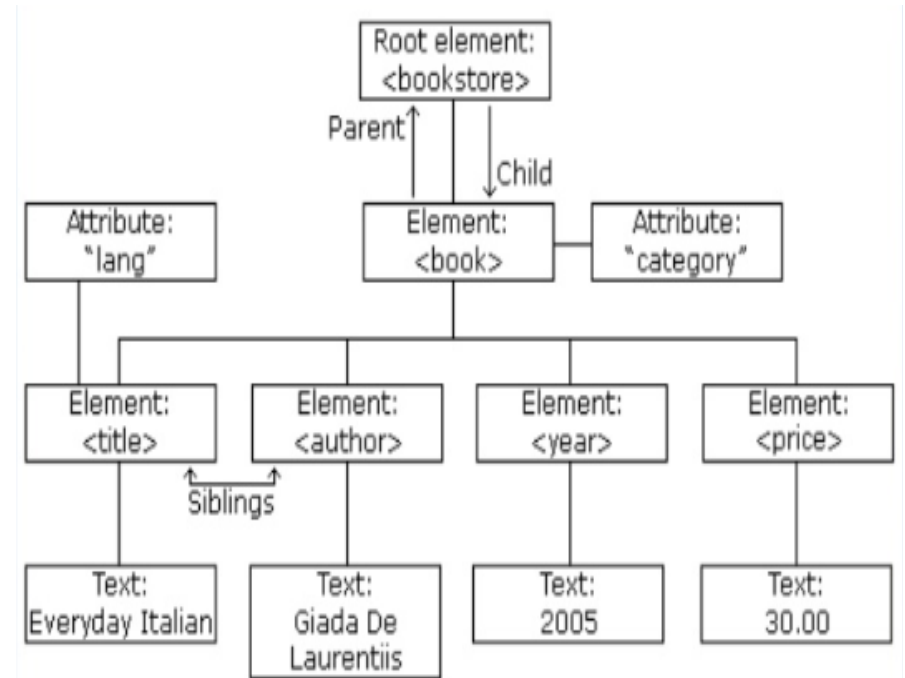 Root element:
<bookstore>
Parent
Child
Attribute:
"lang"
Element:
<book>
Attribute:
"category"
Element:
<title>
Element:
<author>
Element:
<year>
Element:
<price>
Siblings
Text:
Everyday Italian
Text:
Giada De
Laurentiis
Text:
2005
Text:
30.00